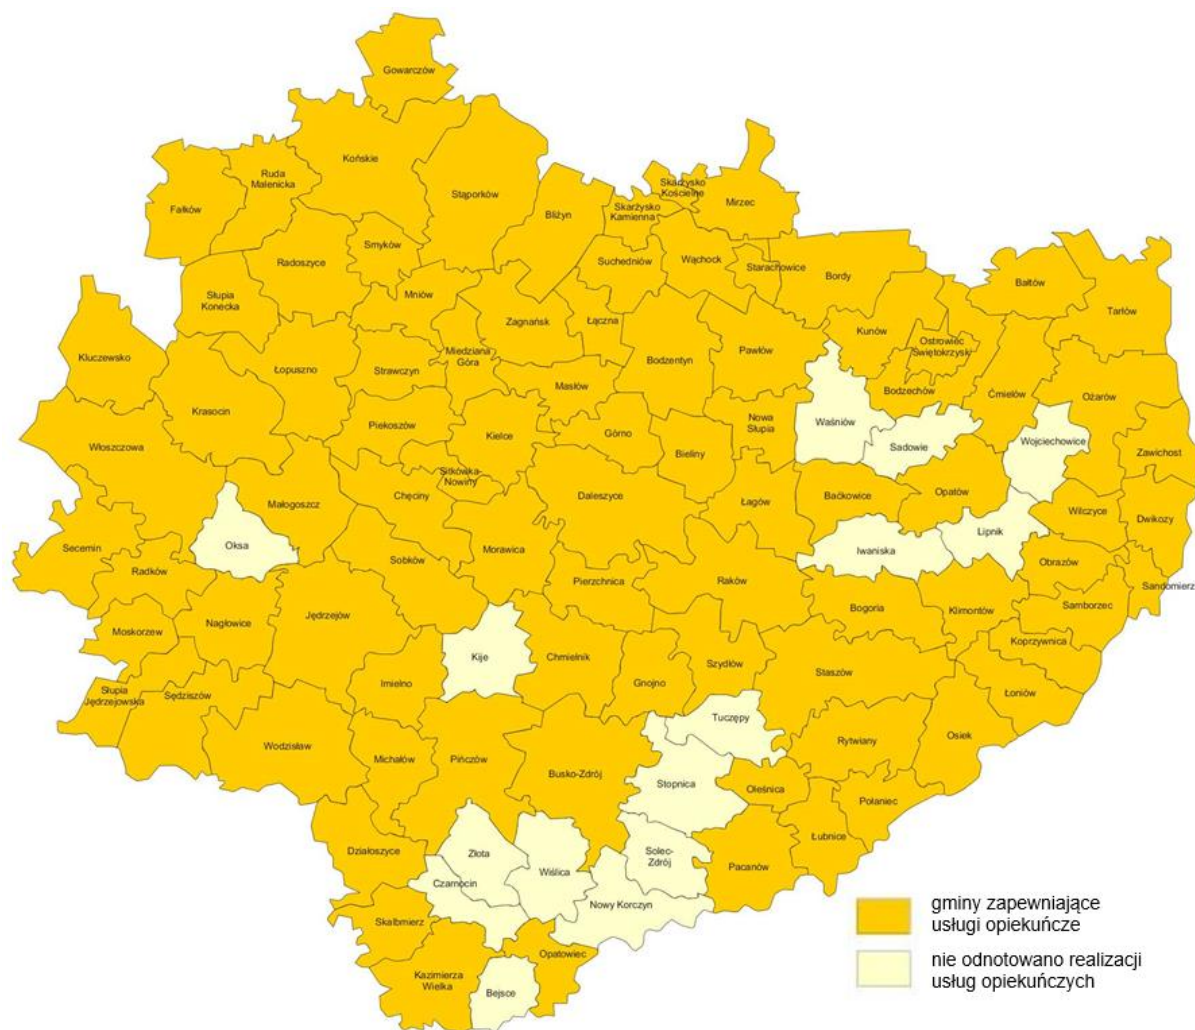 Gowarczów
Końskie
Ruda
Malenicka
Stąporków
Fałków
Skarżysko
Kościelne
Mirzec
Skarżysko
Kamienna
Bliżyn
Smyków
Radoszyce
Suchedniów
Wąchock
Starachowice
Bordy
Bałtów
Tarłów
Słupia
Konecka
Mniów
Zagnańsk
Łączna
Kunów
Ostrowiec
Świętokrzysk
Kluczewsko
Łopuszno
Strawczyn
Miedziana
Góra
Bodzentyn
Pawłów
Masłów
Bodzechów
Ćmielów
Ożarów
Krasocin
Włoszczowa
Piekoszów
Kielce
Górno
Bieliny
Nowa
Słupia
Waśniów
Sadowie
Wojciechowice
Zawichost
Sitkówka-
Nowiny
Chęciny
Daleszyce
Łagów
Baćkowice
Opatów
Małogoszcz
Wilczyce
Dwikozy
Oksa
Secemin
Radków
Sobków
Morawica
Pierzchnica
Raków
Iwaniska
Lipnik
Obrazów
Sandomierz
Samborzec
Moskorzew
Nagłowice
Jędrzejów
Bogoria
Klimontów
Koprzywnica
Kije
Chmielnik
Gnojno
Szydłów
Staszów
Łoniów
Imielno
Słupia
Jędrzejowska
Sędziszów
Wodzisław
Michałów
Pińczów
Busko-Zdrój
Tuczępy
Rytwiany
Osiek
Stopnica
Oleśnica
Połaniec
Łubnice
Działoszyce
Złota
Wiślica
Solec-
Zdrój
Pacanów
Czarnocin
Nowy Korczyn
Skalbmierz
Opatowiec
Kazimierza
Wielka
Bejsce
gminy zapewniające
usługi opiekuńcze
nie odnotowano realizacji
usług opiekuńczych